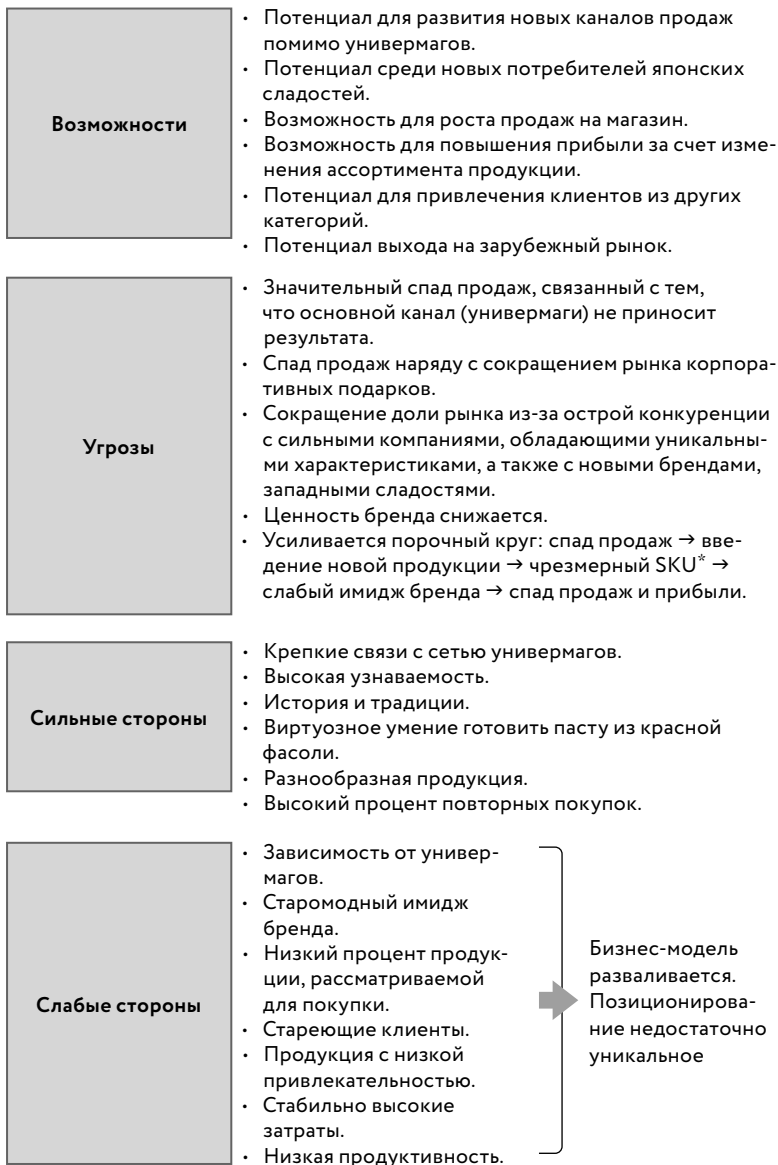 Возможности
· Потенциал для развития новых каналов продаж
помимо универмагов.
· Потенциал среди новых потребителей японских
сладостей.
· Возможность для роста продаж на магазин.
· Возможность для повышения прибыли за счет изме-
нения ассортимента продукции.
· Потенциал для привлечения клиентов из других
категорий.
· Потенциал выхода на зарубежный рынок.
Угрозы
· Значительный спад продаж, связанный с тем,
что основной канал (универмаги) не приносит
результата.
· Спад продаж наряду с сокращением рынка корпора-
тивных подарков.
· Сокращение доли рынка из-за острой конкуренции
с сильными компаниями, обладающими уникальны-
ми характеристиками, а также с новыми брендами,
западными сладостями.
· Ценность бренда снижается.
· Усиливается порочный круг: спад продаж → вве-
дение новой продукции → чрезмерный SKU* →
слабый имидж бренда → спад продаж и прибыли.
Сильные стороны
· Крепкие связи с сетью универмагов.
· Высокая узнаваемость.
· История и традиции.
· Виртуозное умение готовить пасту из красной
фасоли.
· Разнообразная продукция.
· Высокий процент повторных покупок.
Слабые стороны
· Зависимость от универ-
магов.
· Старомодный имидж
бренда.
· Низкий процент продук-
ции, рассматриваемой
для покупки.
· Стареющие клиенты.
· Продукция с низкой
привлекательностью.
· Стабильно высокие
затраты.
· Низкая продуктивность.
Бизнес-модель
разваливается.
Позиционирова-
ние недостаточно
уникальное